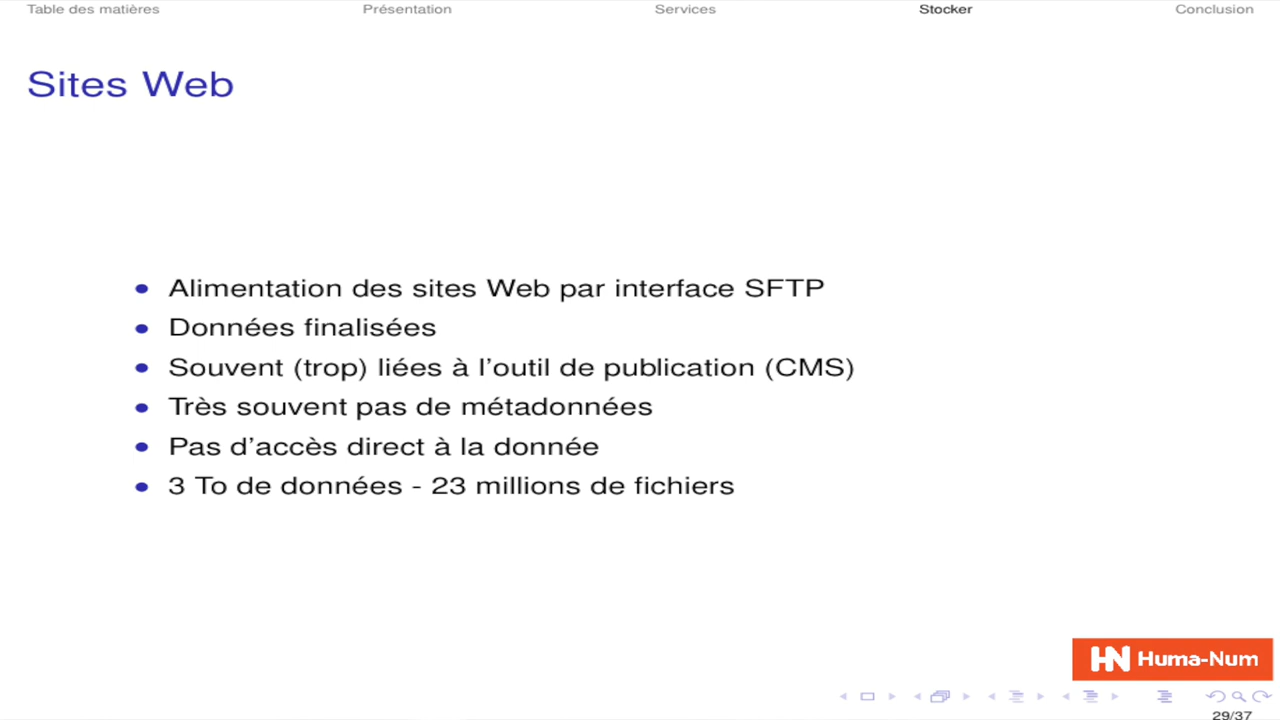 Table des matières Présentation Services Stocker Conclusion
Sites Web
• Alimentation des sites Web par interface SFTP
• Données finalisées
• Souvent (trop) liées à l'outil de publication (CMS)
• Très souvent pas de métadonnées
• Pas d'accès direct à la donnée
• 3 To de données - 23 millions de fichiers
HN Huma-Num
29/37